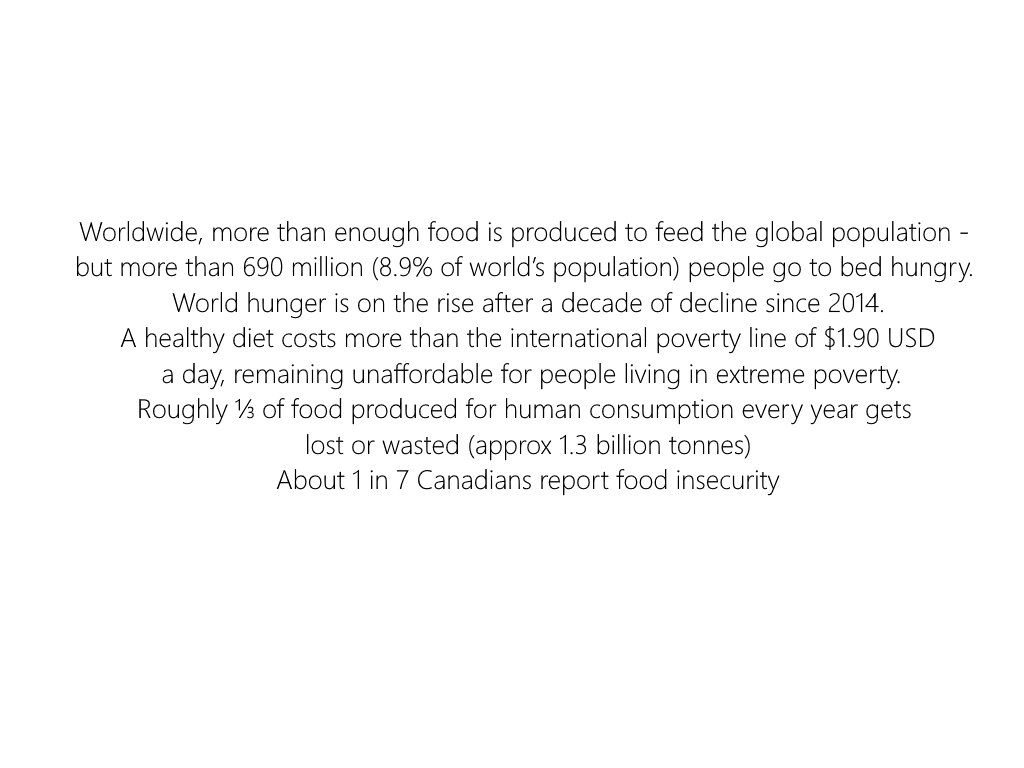 Worldwide, more than enough food is produced to feed the global population -
but more than 690 million (8.9% of world's population) people go to bed hungry.
World hunger is on the rise after a decade of decline since 2014.
A healthy diet costs more than the international poverty line of $1.90 USD
a day, remaining unaffordable for people living in extreme poverty.
Roughly ⅓ of food produced for human consumption every year gets
lost or wasted (approx 1.3 billion tonnes)
About 1 in 7 Canadians report food insecurity